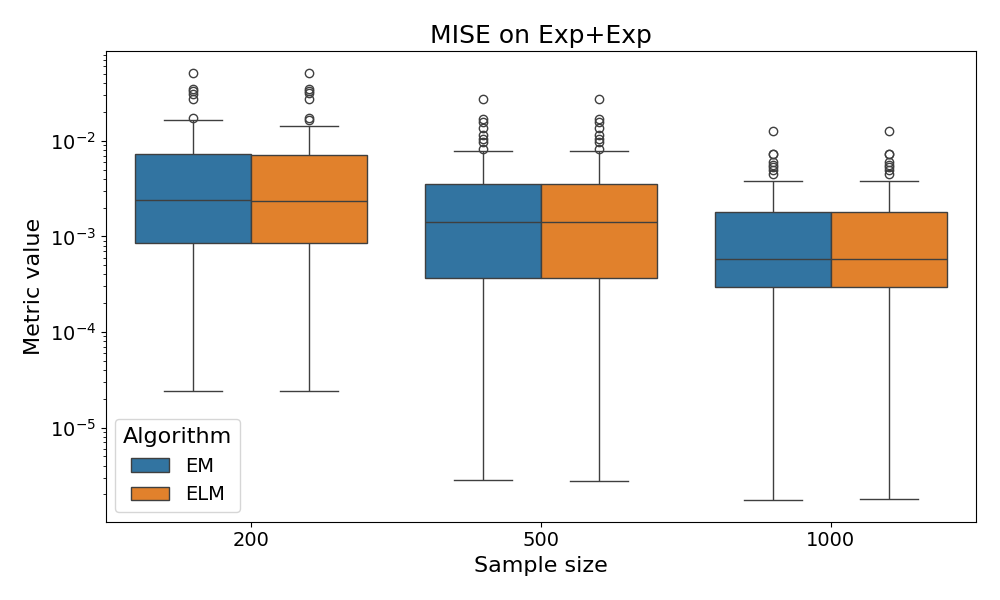 MISE on Exp+Exp
Metric value
10⁻²
10⁻³
10⁻⁴
10⁻⁵
Algorithm
EM
ELM
200 500 1000
Sample size